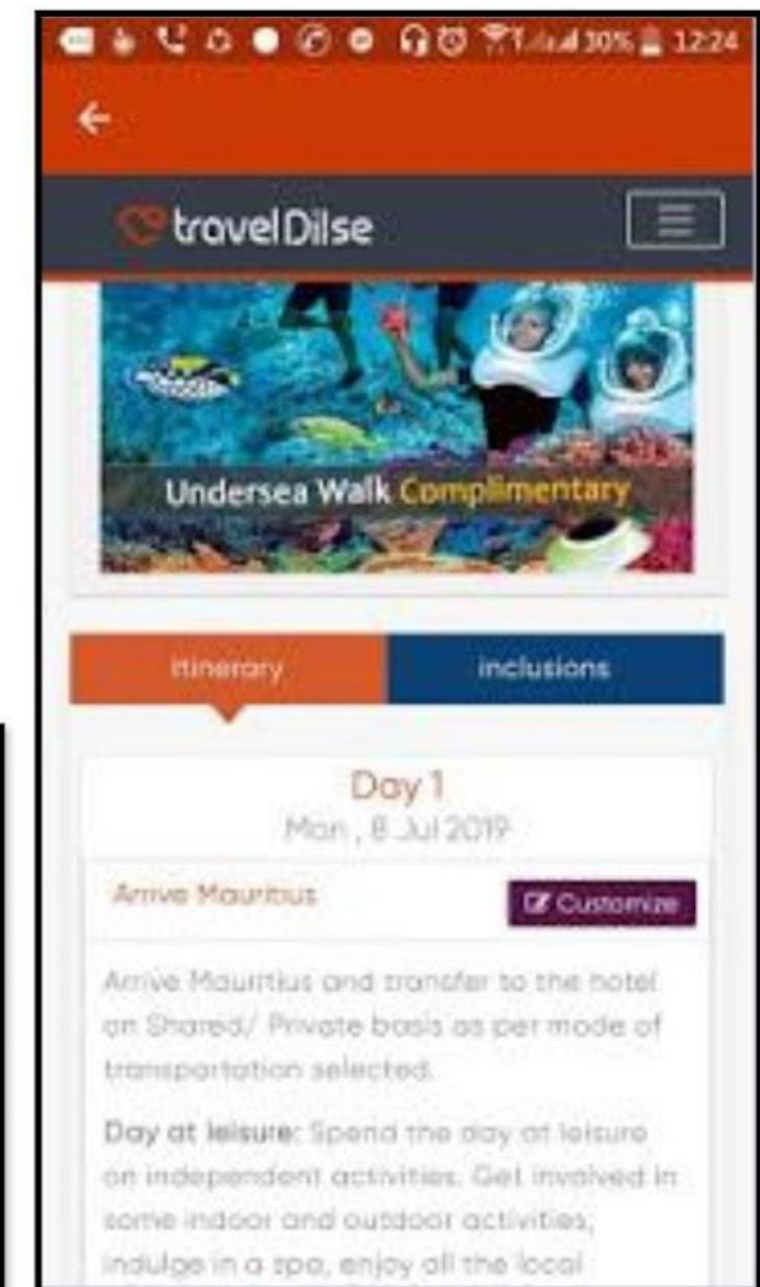 30% 12:24
travelDilse
Undersea Walk Complimentary
Itinerary inclusions
Day 1
Mon , 8 Jul 2019
Arrive Mauritius Customize
Arrive Mauritius and transfer to the hotel
on Shared/ Private basis as per mode of
transportation selected.
Day at leisure: Spend the day at leisure
on independent activities. Get involved in
some indoor and outdoor activities,
indulge in a spa, enjoy all the local